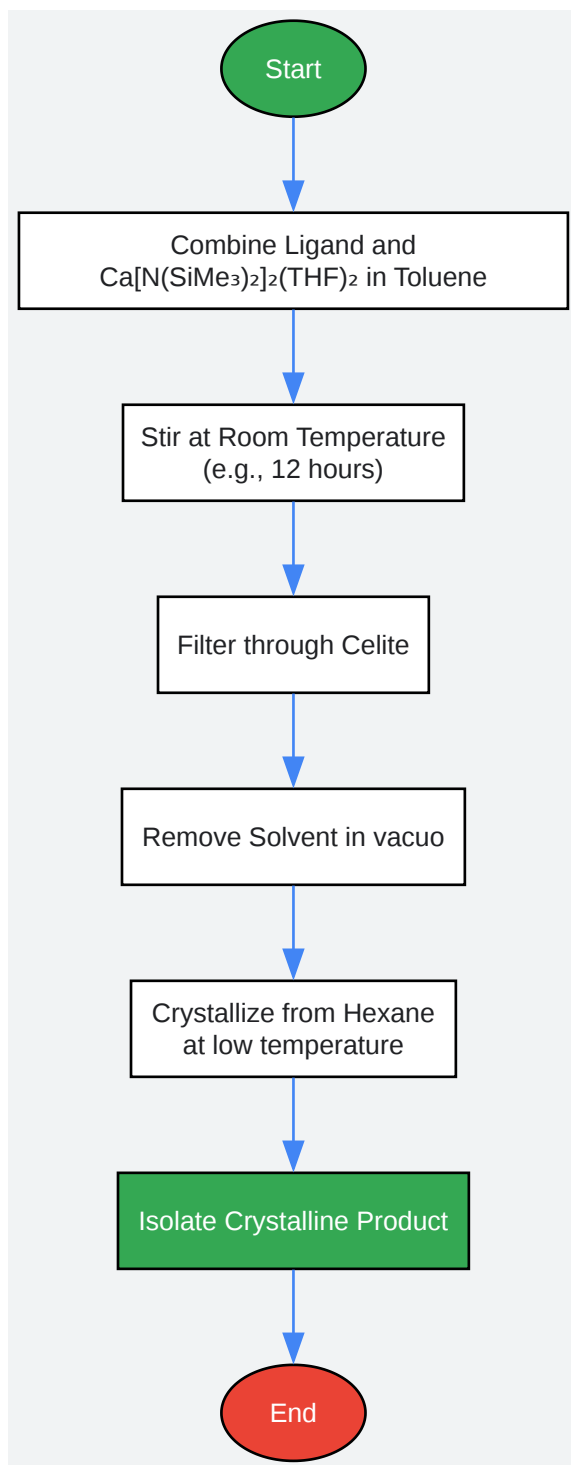 Start
Combine Ligand and
Ca[N(SiMe₃)₂]₂(THF)₂ in Toluene
Stir at Room Temperature
(e.g., 12 hours)
Filter through Celite
Remove Solvent in vacuo
Crystallize from Hexane
at low temperature
Isolate Crystalline Product
End